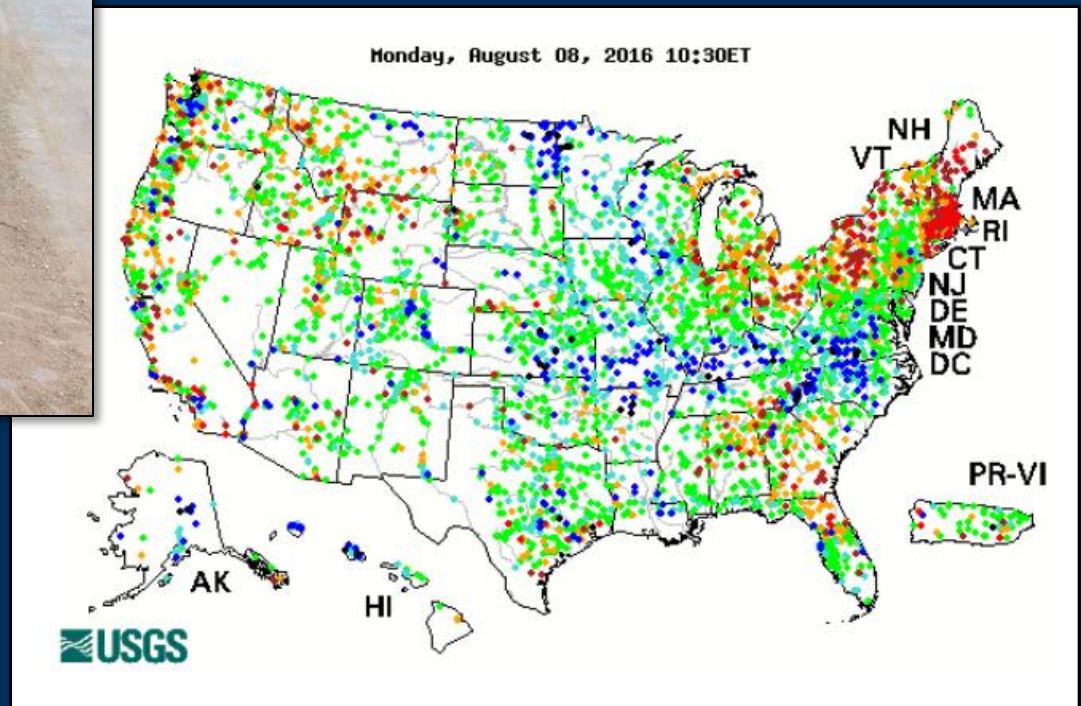 Monday, August 08, 2016 10:30ET
NH
VT
MA
RI
CT
NJ
DE
MD
DC
PR-VI
AK
HI
USGS